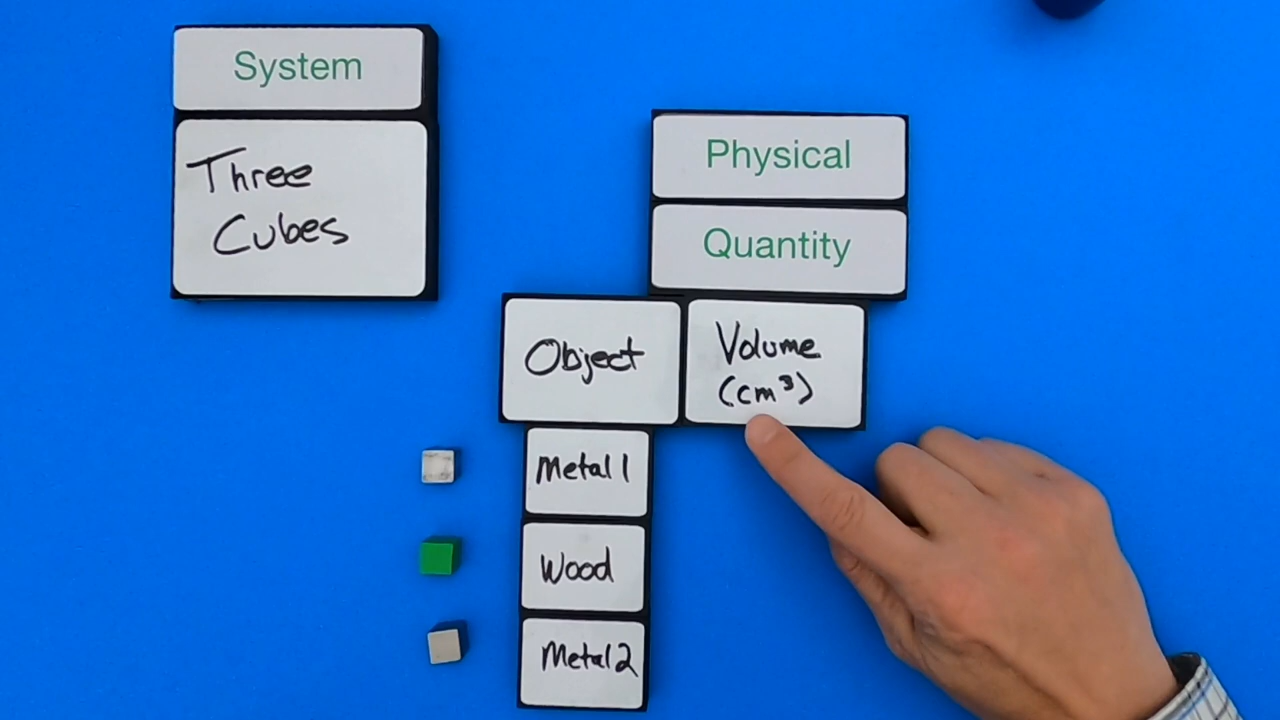 System
Three
Cubes
Physical
Quantity
Object
Volume
(cm³)
Metal 1
Wood
Metal 2